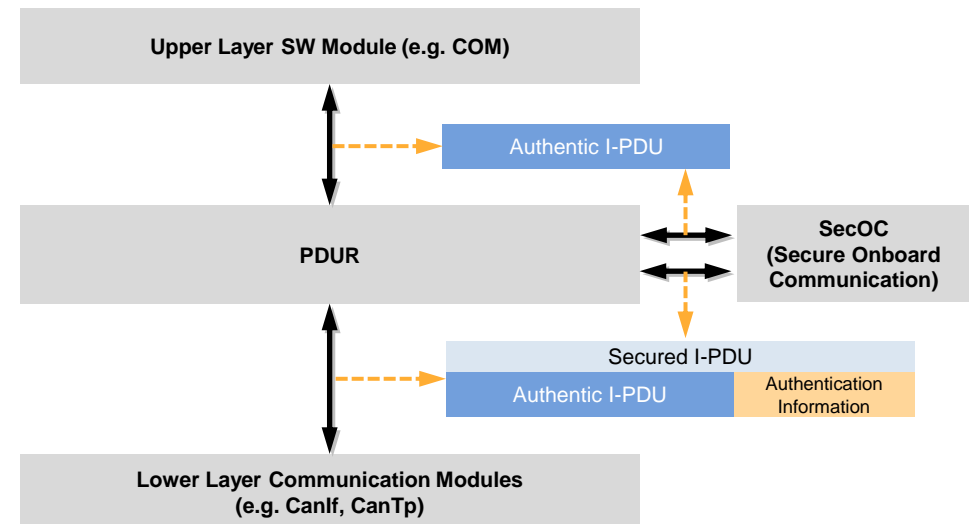 Upper Layer SW Module (e.g. COM)
Authentic I-PDU
PDUR
SecOC
(Secure Onboard
Communication)
Secured I-PDU
Authentic I-PDU
Authentication
Information
Lower Layer Communication Modules
(e.g. CanIf, CanTp)